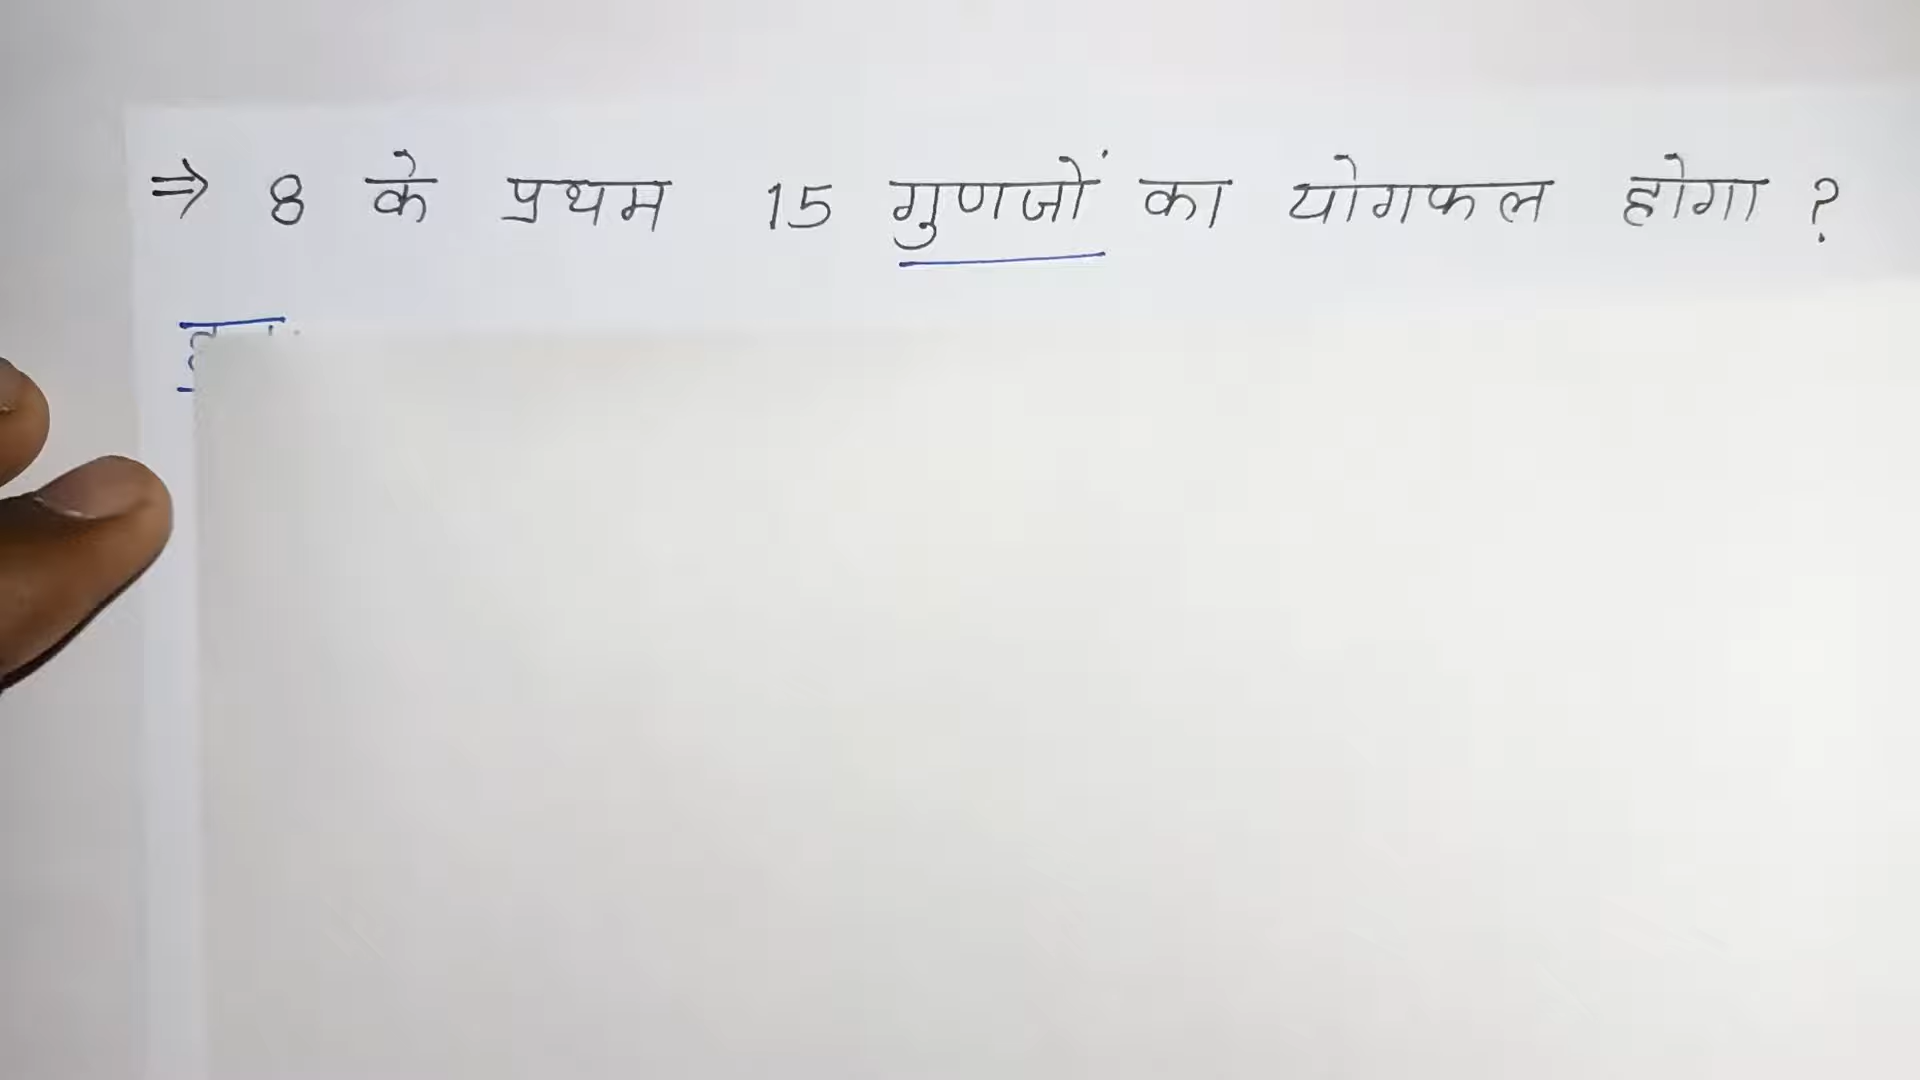 ⇒ 8 के प्रथम 15 गुणजों का योगफल होगा ?